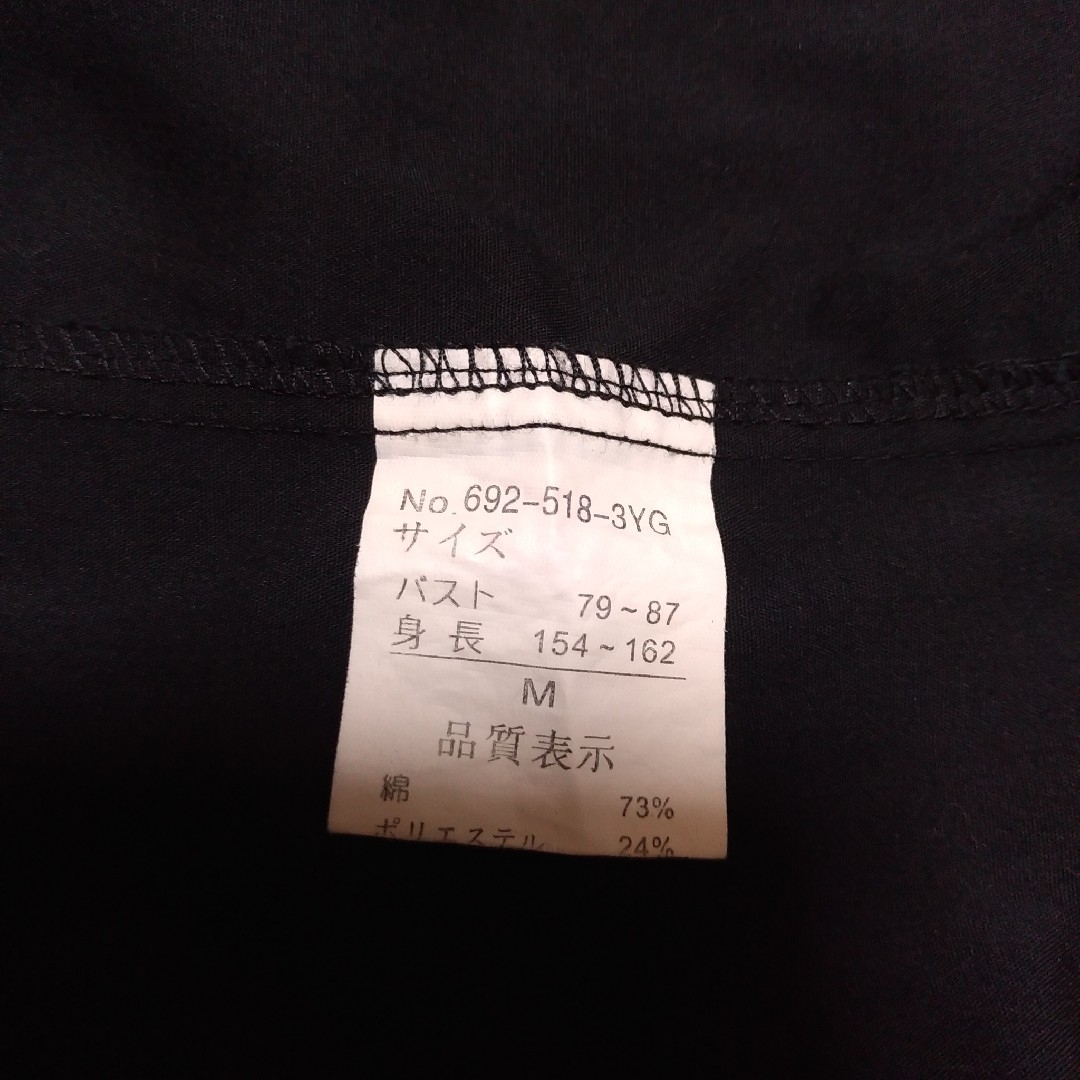 No. 692-518-3YG
サイズ
バスト 79~87
身長 154~162
M
品質表示
綿 73%
ポリエステル 24%